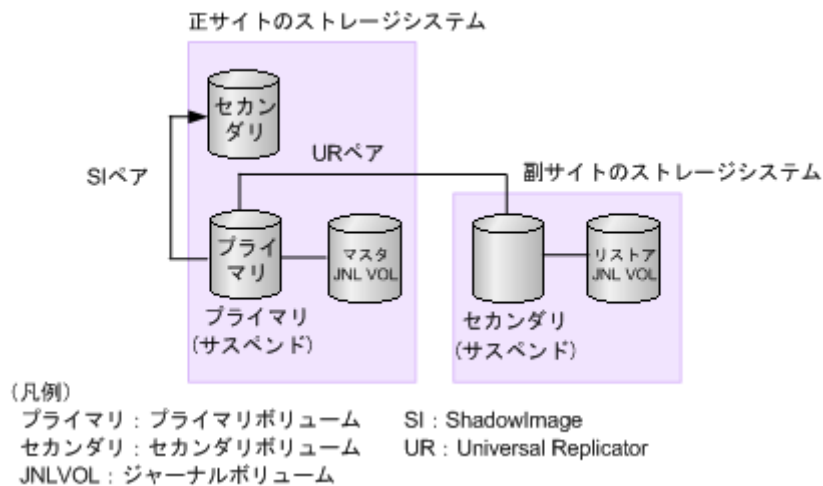 正サイトのストレージシステム
セカン
ダリ
URペア
SIペア
副サイトのストレージシステム
プライ
マリ
マスタ
JNL VOL
リストア
JNL VOL
プライマリ
(サスペンド)
セカンダリ
(サスペンド)
(凡例)
プライマリ:プライマリボリューム
SI:ShadowImage
セカンダリ:セカンダリボリューム
UR:Universal Replicator
JNLVOL:ジャーナルボリューム